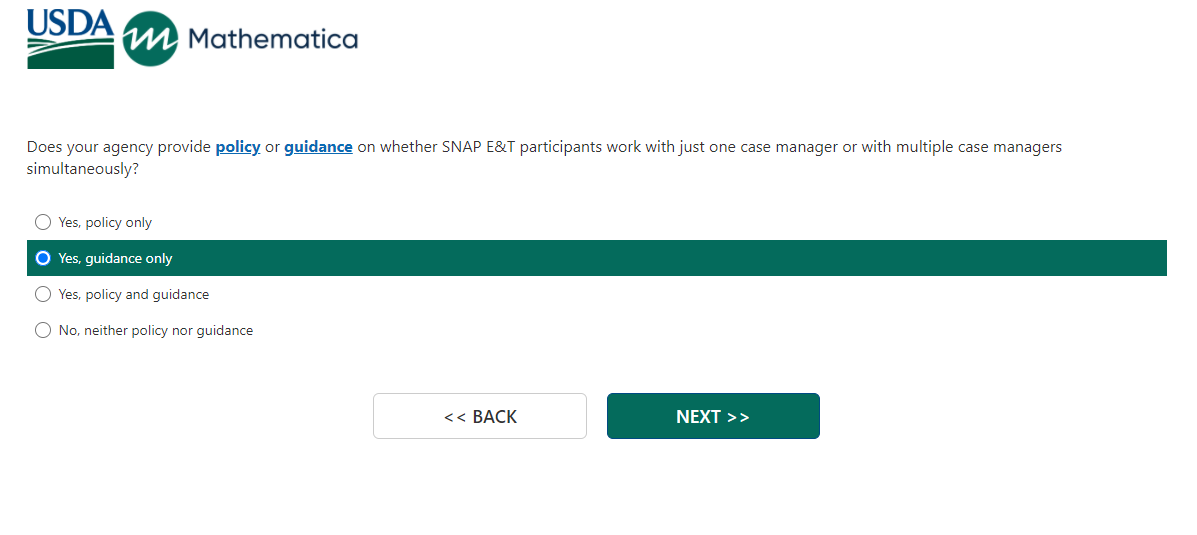 USDA
Mathematica
Does your agency provide policy or guidance on whether SNAP E&T participants work with just one case manager or with multiple case managers
simultaneously?
Yes, policy only
Yes, guidance only
Yes, policy and guidance
No, neither policy nor guidance
<< BACK
NEXT >>